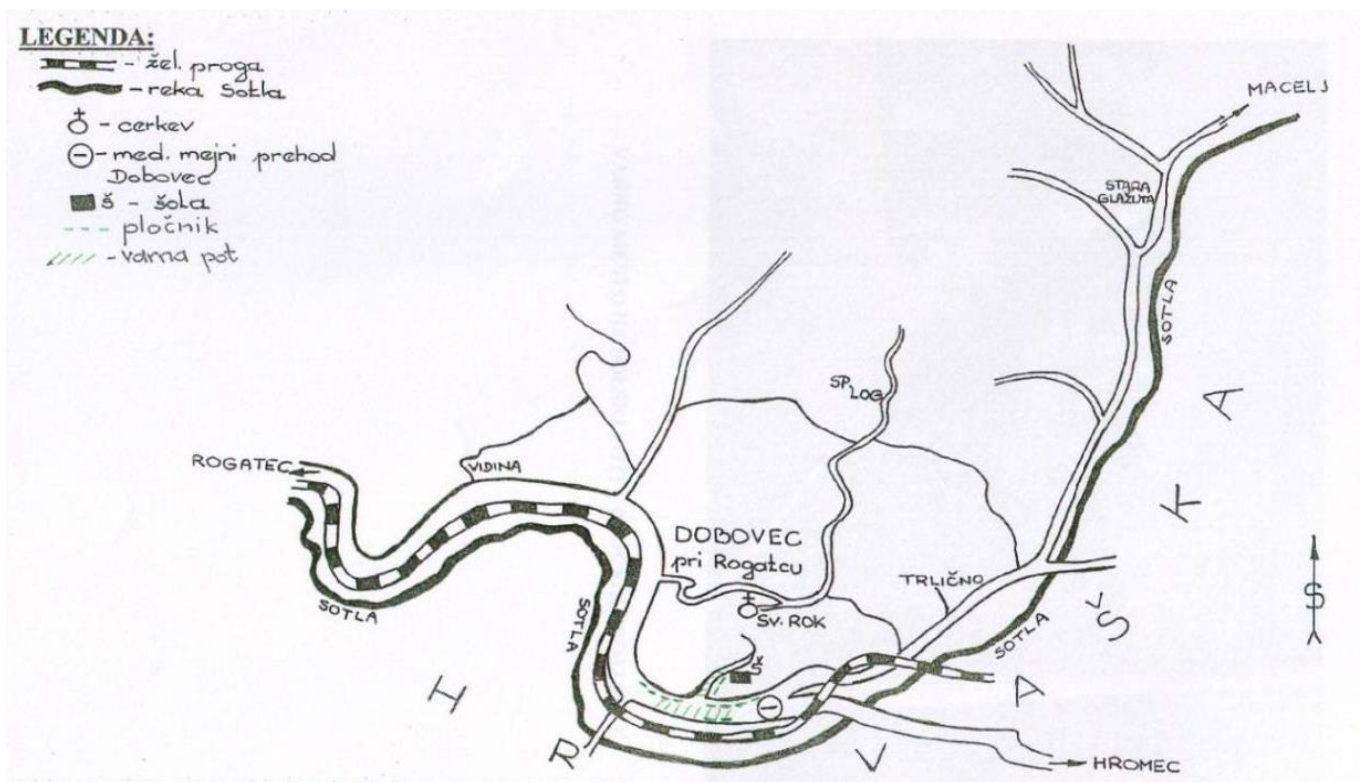 LEGENDA:
- žel. proga
- reka Sotla
- cerkev
- med. mejni prehod
Dobovec
Š - šola
pločnik
- varna pot
MACELJ
STARA
GLAŽUTA
SOTLA
SP.
LOG
ROGATEC
VIDINA
DOBOVEC
pri Rogatcu
TRLIČNO
SV. ROK
SOTLA
SOTLA
SOTLA
Š
Š
HRVAŠKA
HROMEC